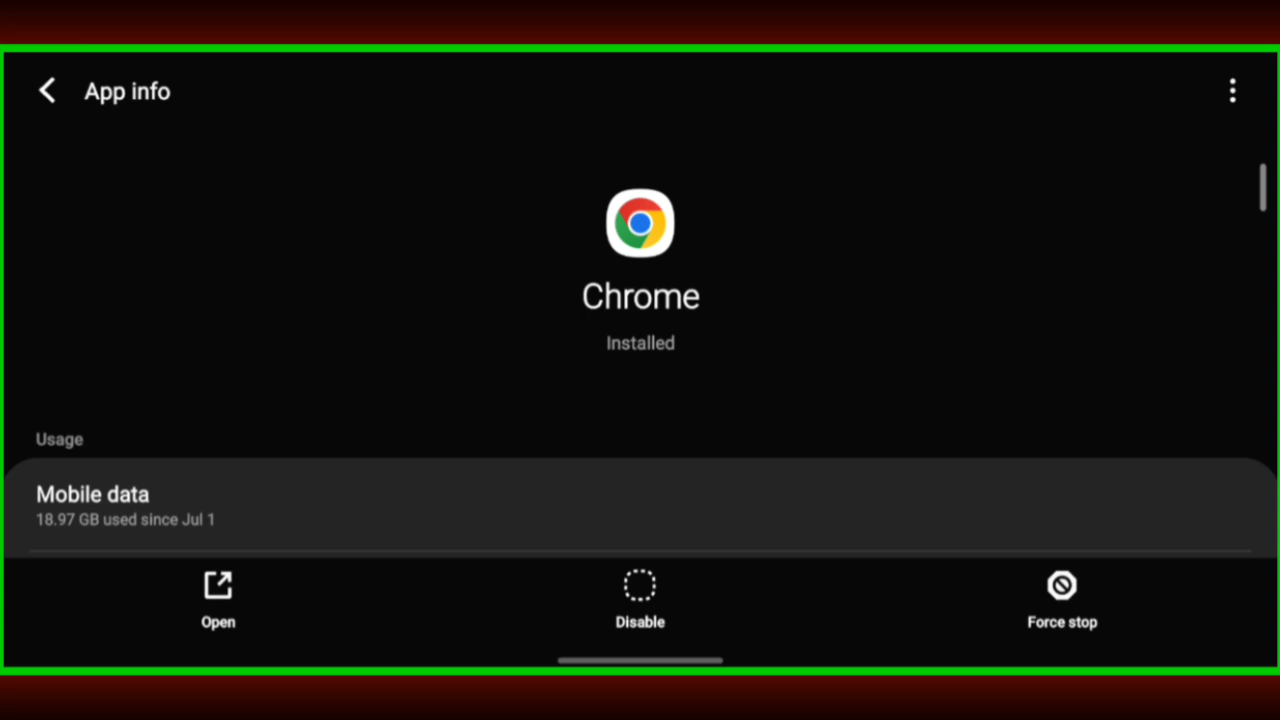 App info
Chrome
Installed
Usage
Mobile data
18.97 GB used since Jul 1
Open
Disable
Force stop